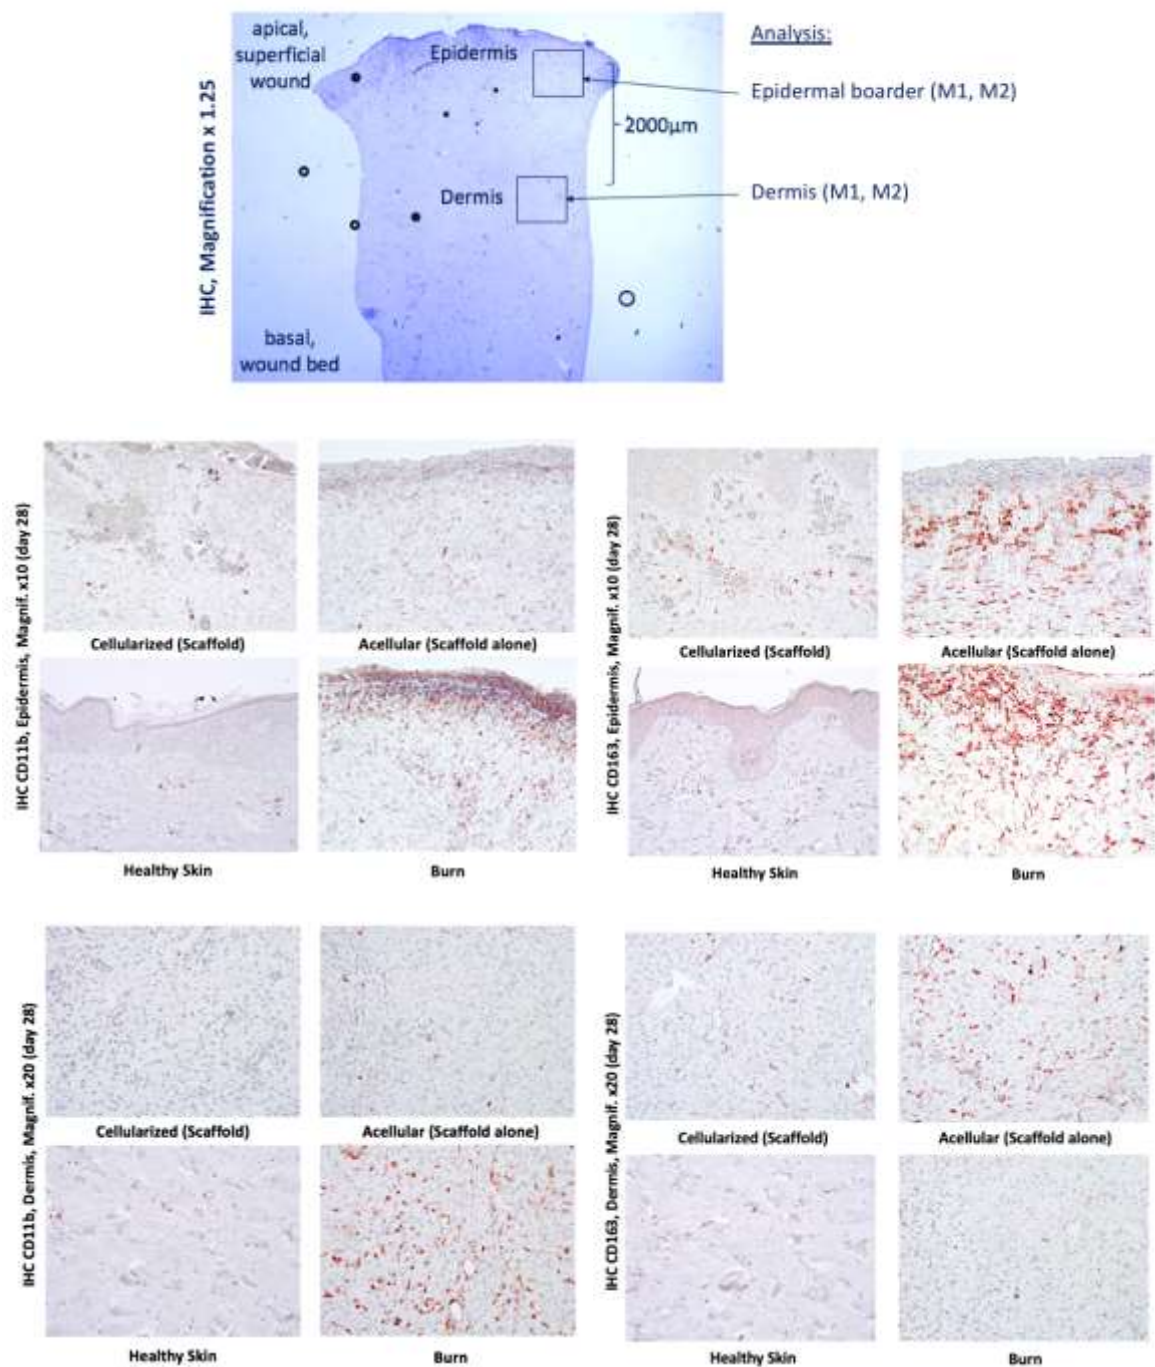 apical,
superficial
wound
Epidermis
Analysis:
Epidermal boarder (M1, M2)
2000μm
Dermis
Dermis (M1, M2)
basal,
wound bed
IHC, Magnification x 1.25
IHC CD11b, Epidermis, Magnif. x10 (day 28)
Cellularized (Scaffold)
Acellular (Scaffold alone)
Healthy Skin
Burn
IHC CD163, Epidermis, Magnif. x10 (day 28)
Cellularized (Scaffold)
Acellular (Scaffold alone)
Healthy Skin
Burn
IHC CD11b, Dermis, Magnif. x20 (day 28)
Cellularized (Scaffold)
Acellular (Scaffold alone)
Healthy Skin
Burn
IHC CD163, Dermis, Magnif. x20 (day 28)
Cellularized (Scaffold)
Acellular (Scaffold alone)
Healthy Skin
Burn